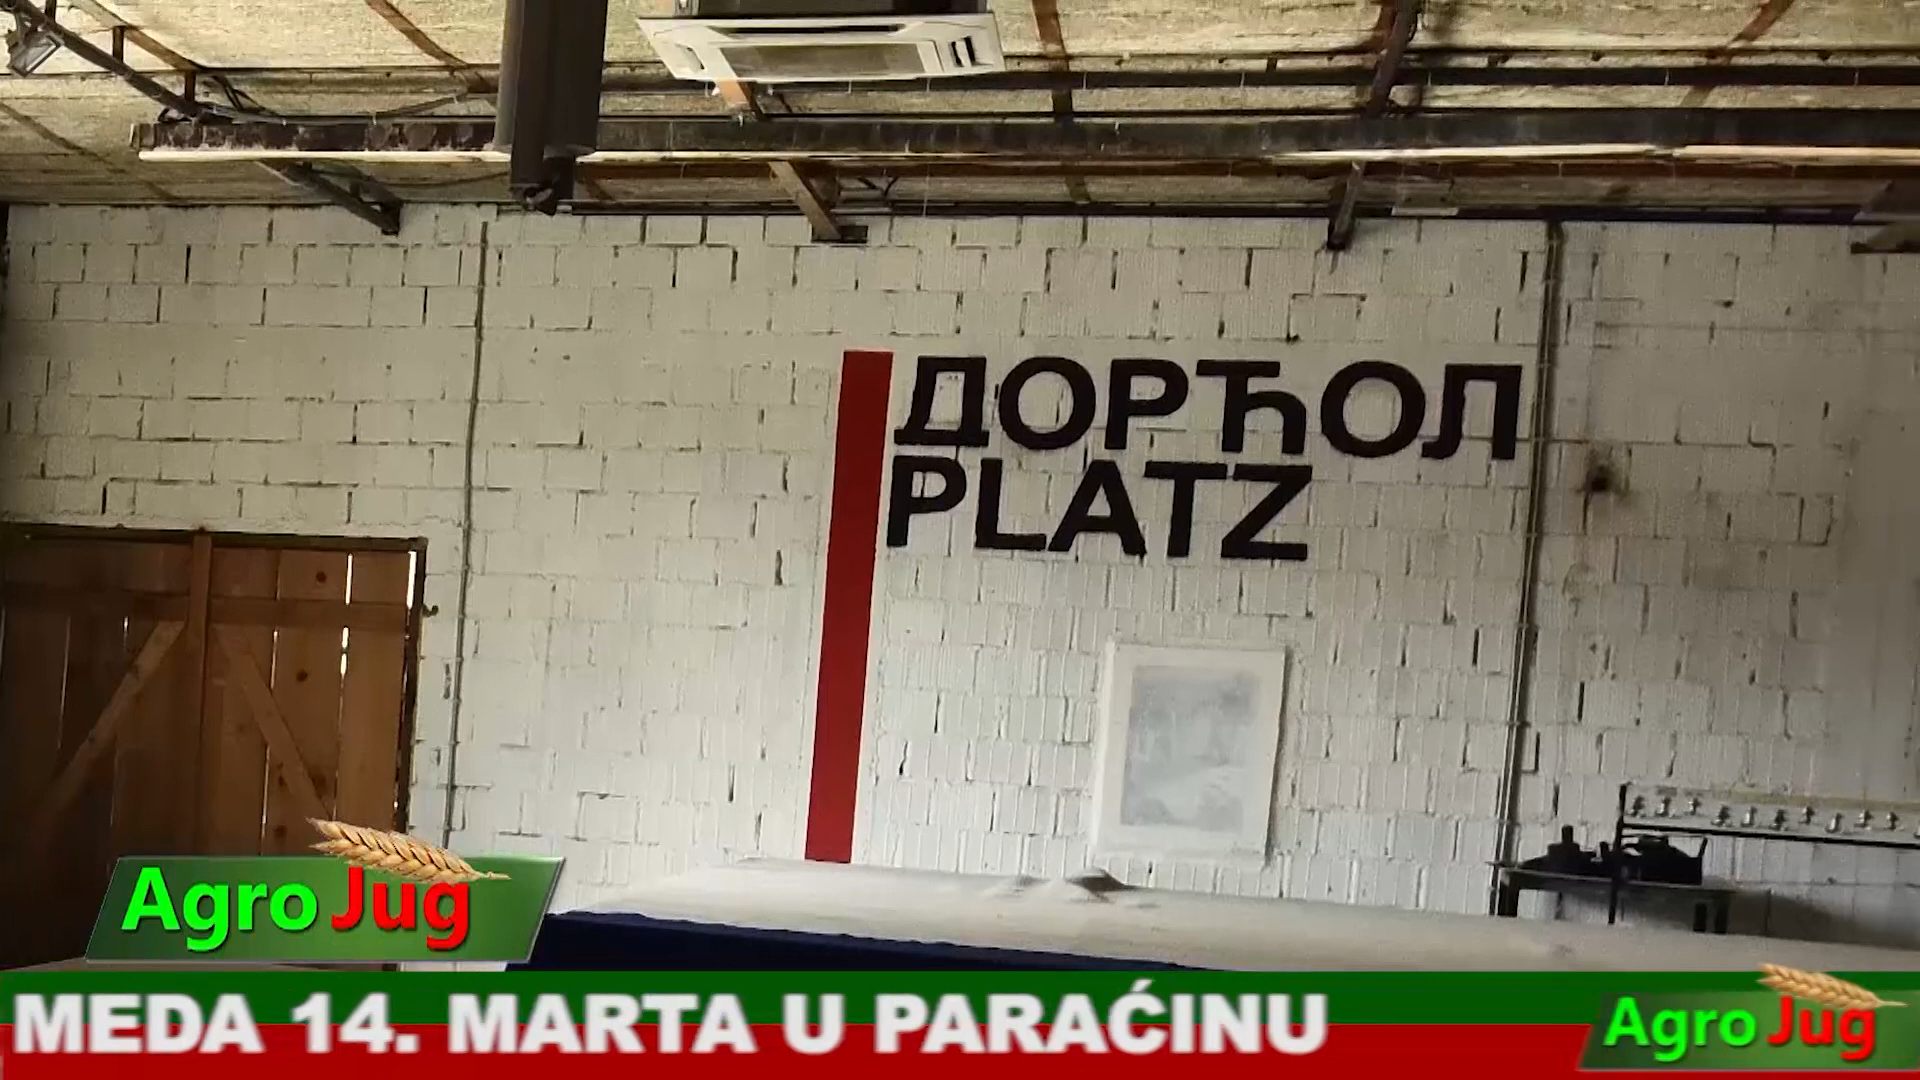 ДОРЋОЛ
PLATZ
Agro Jug
MEDA 14. MARTA U PARAĆINU
Agro Jug